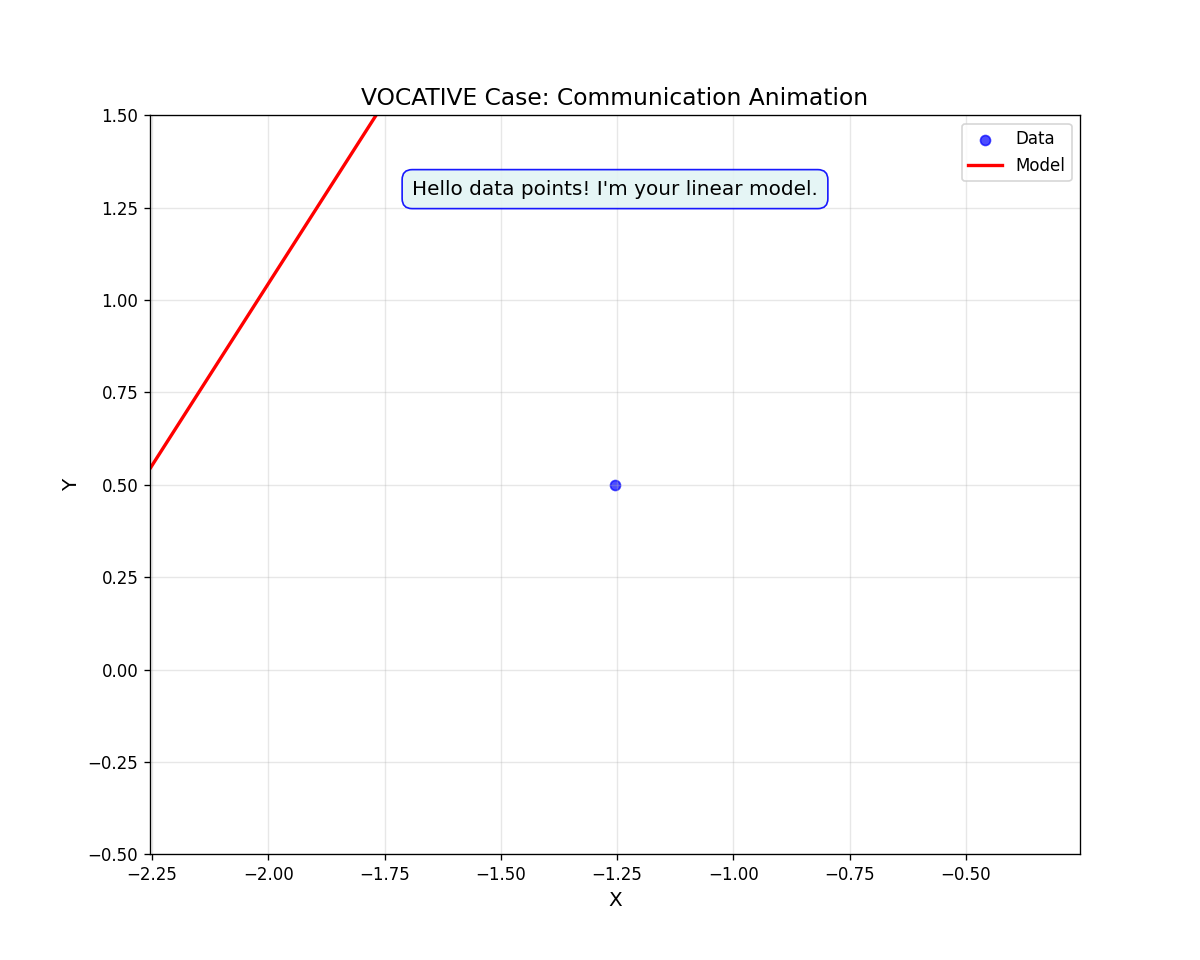 VOCATIVE Case: Communication Animation
1.50
1.25
1.00
0.75
0.50
0.25
0.00
−0.25
−0.50
Y
Data
Model
Hello data points! I'm your linear model.
−2.25 −2.00 −1.75 −1.50 −1.25 −1.00 −0.75 −0.50
X